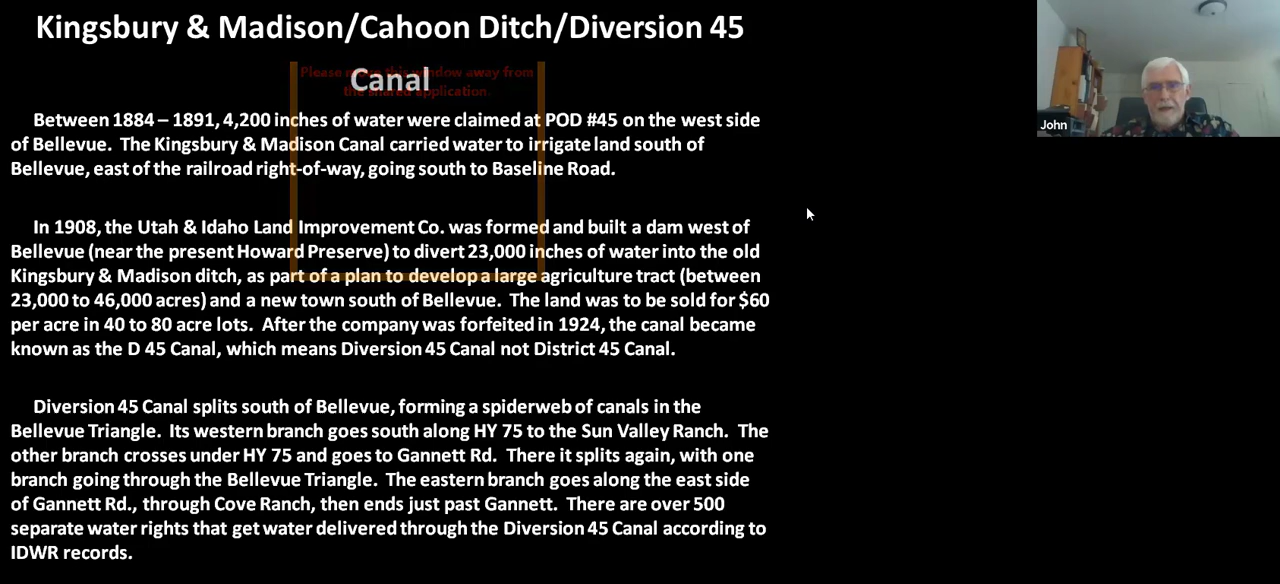 Kingsbury & Madison/Cahoon Ditch/Diversion 45
Canal
Please move this window away from
the shared application.
Between 1884 – 1891, 4,200 inches of water were claimed at POD #45 on the west side
of Bellevue. The Kingsbury & Madison Canal carried water to irrigate land south of
Bellevue, east of the railroad right-of-way, going south to Baseline Road.
In 1908, the Utah & Idaho Land Improvement Co. was formed and built a dam west of
Bellevue (near the present Howard Preserve) to divert 23,000 inches of water into the old
Kingsbury & Madison ditch, as part of a plan to develop a large agriculture tract (between
23,000 to 46,000 acres) and a new town south of Bellevue. The land was to be sold for $60
per acre in 40 to 80 acre lots. After the company was forfeited in 1924, the canal became
known as the D 45 Canal, which means Diversion 45 Canal not District 45 Canal.
Diversion 45 Canal splits south of Bellevue, forming a spiderweb of canals in the
Bellevue Triangle. Its western branch goes south along HY 75 to the Sun Valley Ranch. The
other branch crosses under HY 75 and goes to Gannett Rd. There it splits again, with one
branch going through the Bellevue Triangle. The eastern branch goes along the east side
of Gannett Rd., through Cove Ranch, then ends just past Gannett. There are over 500
separate water rights that get water delivered through the Diversion 45 Canal according to
IDWR records.
John